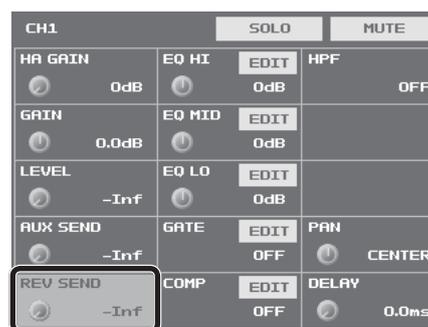 CH1 SOLO MUTE
HA GAIN EQ HI EDIT HPF
0dB 0dB OFF
GAIN EQ MID EDIT
0.0dB 0dB
LEVEL EQ LO EDIT
-Inf 0dB
AUX SEND GATE EDIT PAN
-Inf OFF CENTER
REV SEND COMP EDIT DELAY
-Inf OFF 0.0ms